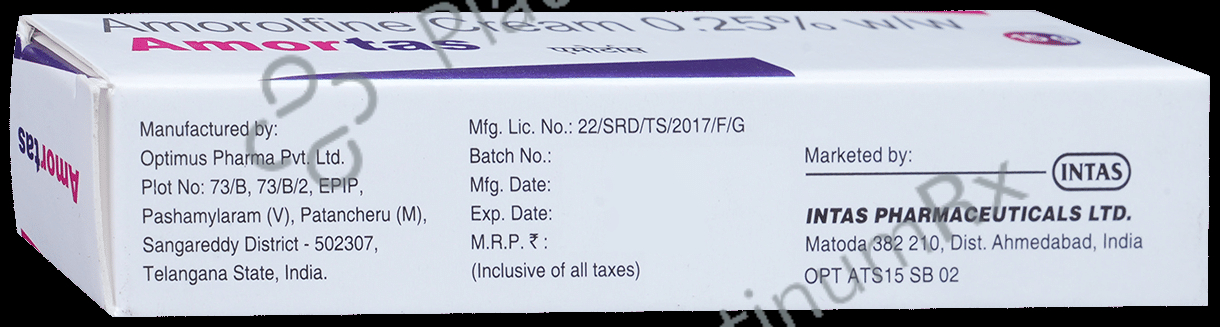 Amorolfine Cream 0.25% w/w
Amortas
एमोर्टास
Amortas
Manufactured by:
Optimus Pharma Pvt. Ltd.
Plot No: 73/B, 73/B/2, EPIP,
Pashamylaram (V), Patancheru (M),
Sangareddy District - 502307,
Telangana State, India.
Mfg. Lic. No.: 22/SRD/TS/2017/F/G
Batch No.:
Mfg. Date:
Exp. Date:
M.R.P. ₹ :
(Inclusive of all taxes)
Marketed by:
INTAS
INTAS PHARMACEUTICALS LTD.
Matoda 382 210, Dist. Ahmedabad, India
OPT ATS15 SB 02